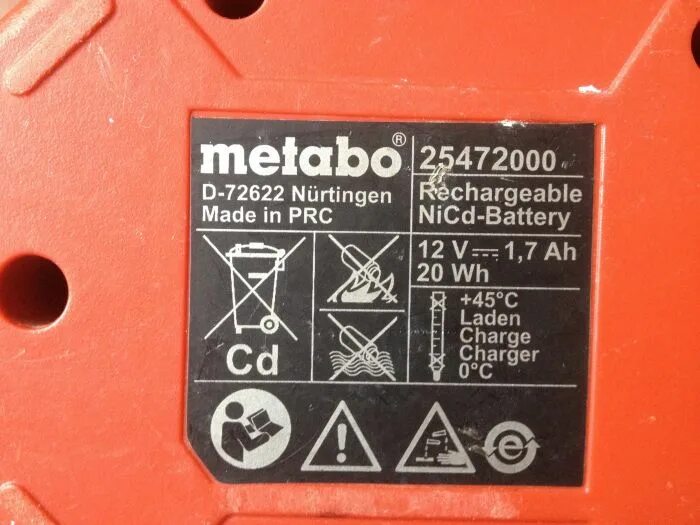 metabo®
D-72622 Nürtingen
Made in PRC
25472000
Rechargeable
NiCd-Battery
12 V⎓1,7 Ah
20 Wh
+45°C
Laden
Charge
Charger
0°C
Cd
e